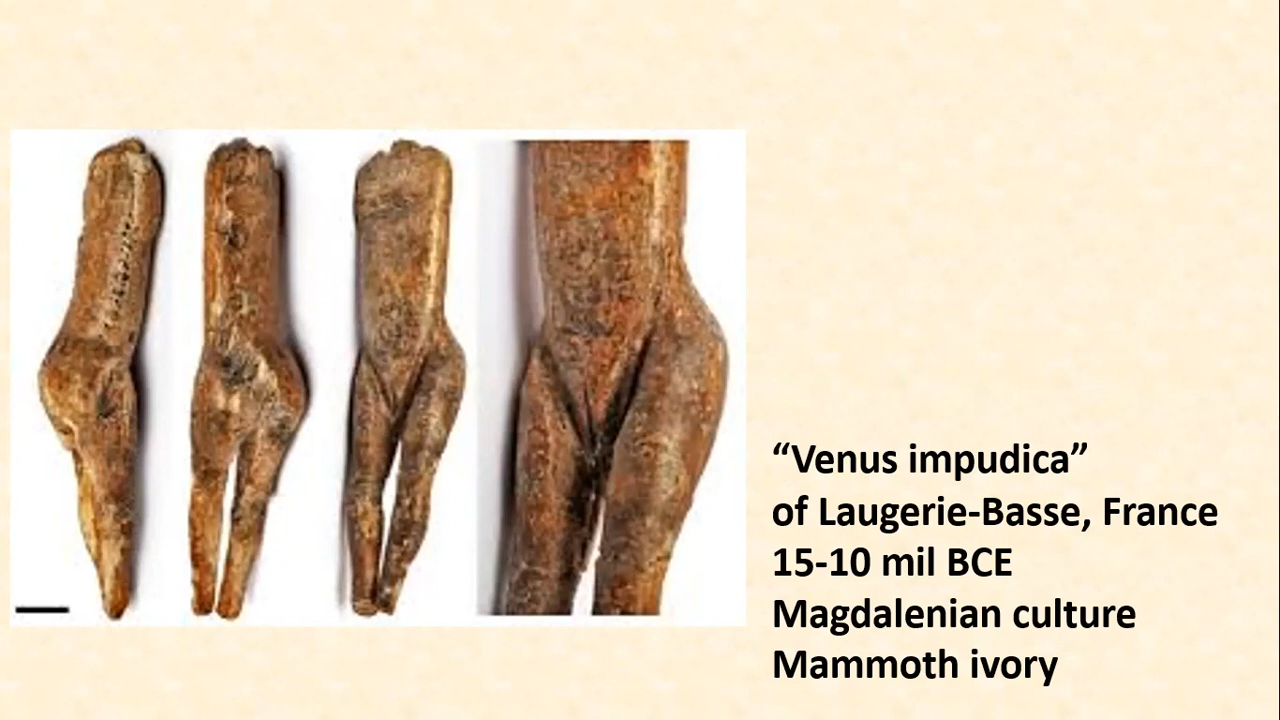 “Venus impudica”
of Laugerie-Basse, France
15-10 mil BCE
Magdalenian culture
Mammoth ivory